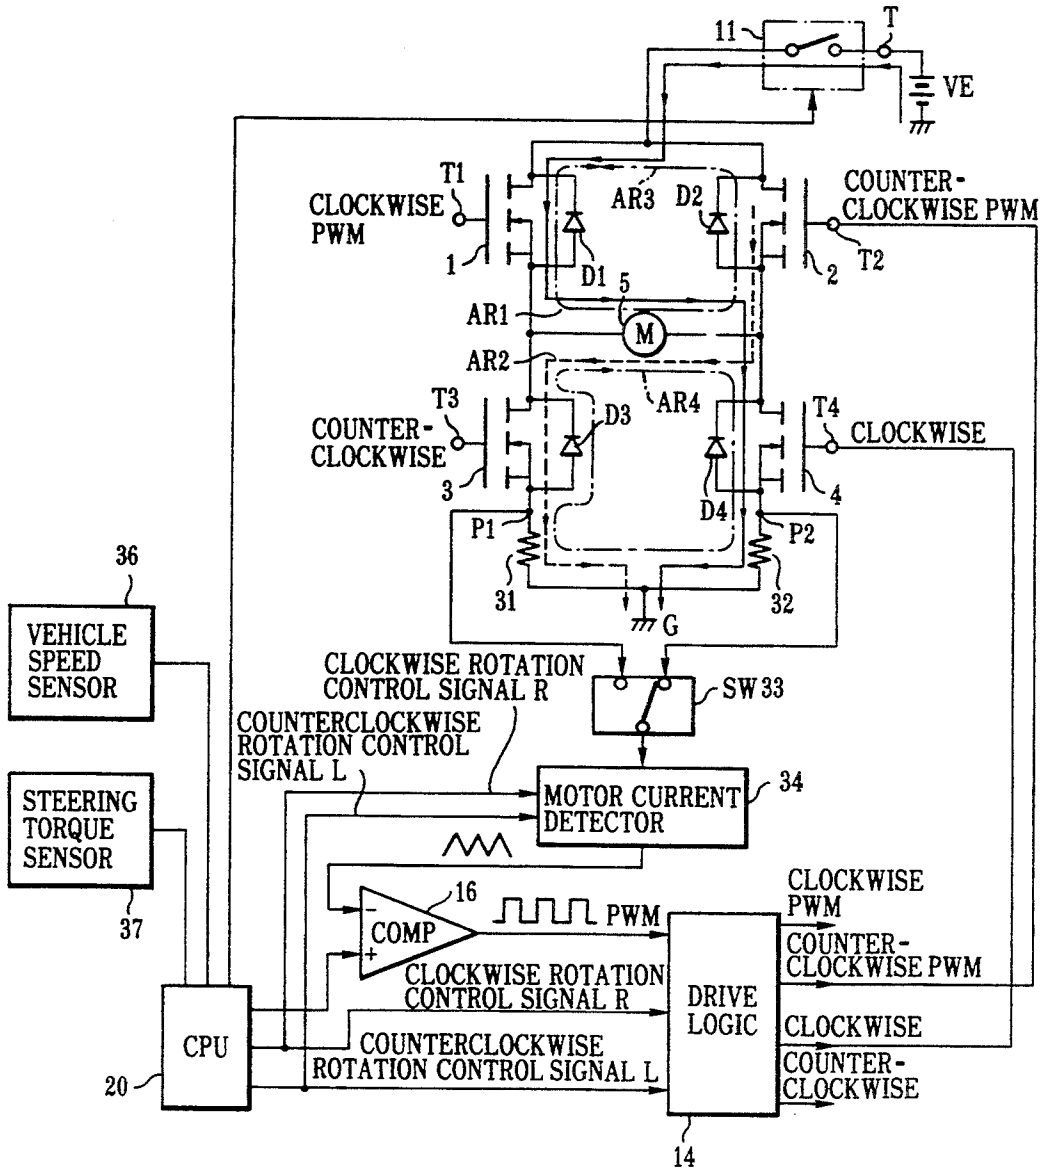 11
T
VE
T1
CLOCKWISE
PWM
1
D1
AR3
D2
COUNTER-
CLOCKWISE PWM
T2
2
AR1
5
M
AR2
AR4
T3
COUNTER-
CLOCKWISE
3
D3
D4
T4
CLOCKWISE
4
P1
P2
31
32
G
36
VEHICLE
SPEED
SENSOR
CLOCKWISE ROTATION
CONTROL SIGNAL R
SW 33
COUNTERCLOCKWISE
ROTATION CONTROL
SIGNAL L
STEERING
TORQUE
SENSOR
37
MOTOR CURRENT
DETECTOR
34
16
−
COMP
+
PWM
CLOCKWISE ROTATION
CONTROL SIGNAL R
COUNTERCLOCKWISE
ROTATION CONTROL SIGNAL L
CPU
20
DRIVE
LOGIC
14
CLOCKWISE
PWM
COUNTER-
CLOCKWISE PWM
CLOCKWISE
COUNTER-
CLOCKWISE